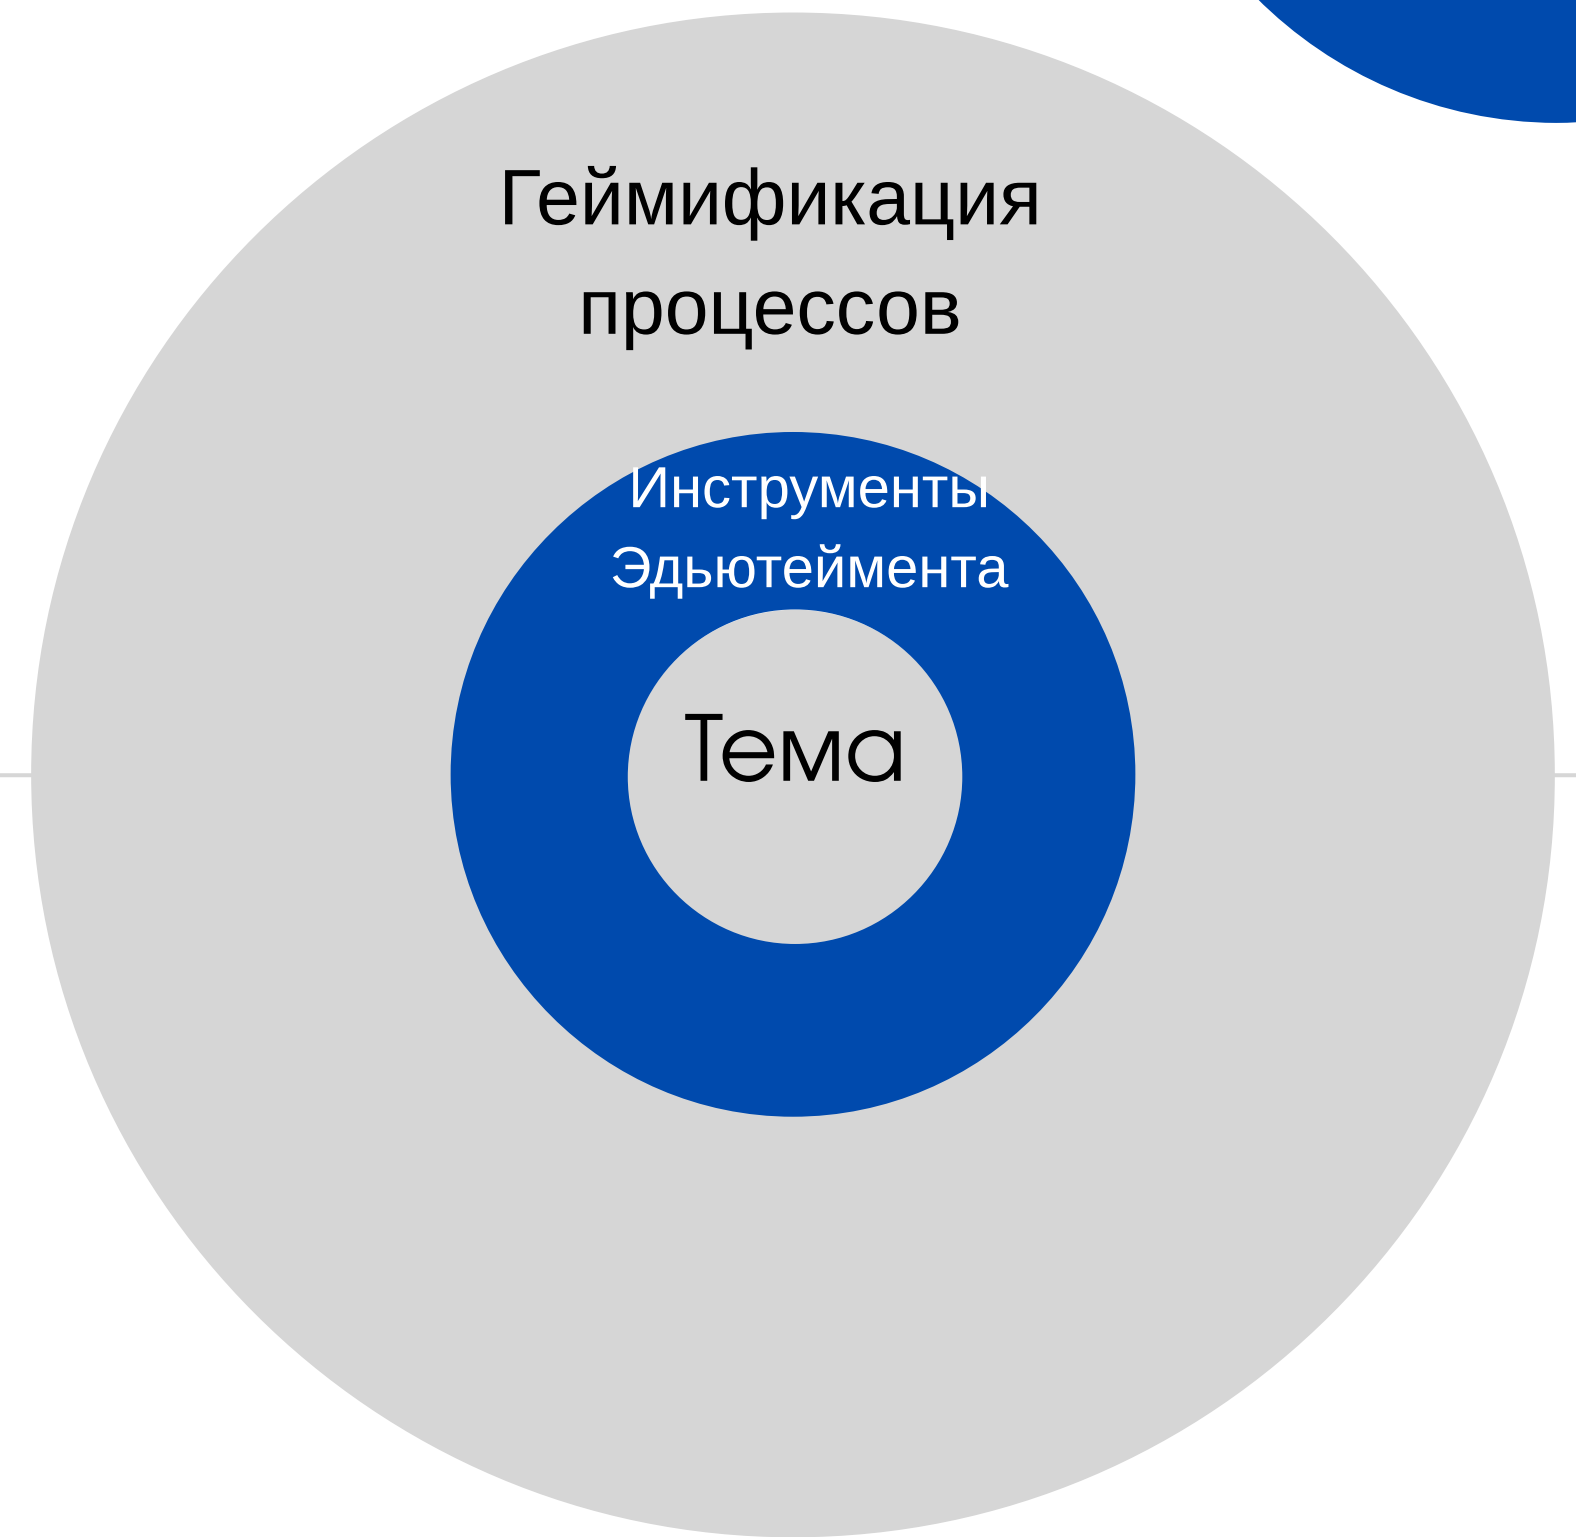 Геймификация
процессов
Инструменты
Эдьютеймента
Тема